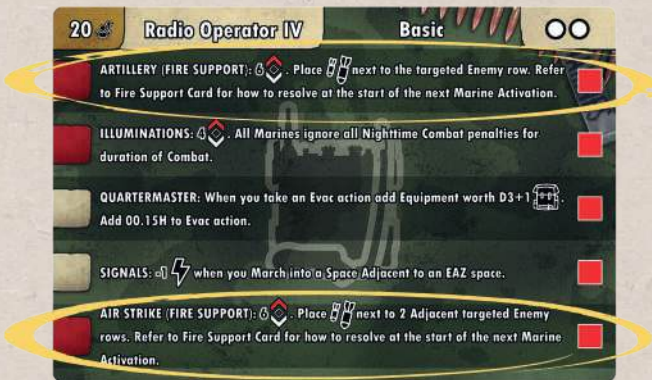 20 Radio Operator IV Basic
ARTILLERY (FIRE SUPPORT): 6 . Place next to the targeted Enemy row. Refer
to Fire Support Card for how to resolve at the start of the next Marine Activation.
ILLUMINATIONS: 4 . All Marines ignore all Nighttime Combat penalties for
duration of Combat.
QUARTERMASTER: When you take an Evac action add Equipment worth D3+1 .
Add 00.15H to Evac action.
SIGNALS: -1 when you March into a Space Adjacent to an EAZ space.
AIR STRIKE (FIRE SUPPORT): 6 . Place next to 2 Adjacent targeted Enemy
rows. Refer to Fire Support Card for how to resolve at the start of the next Marine
Activation.